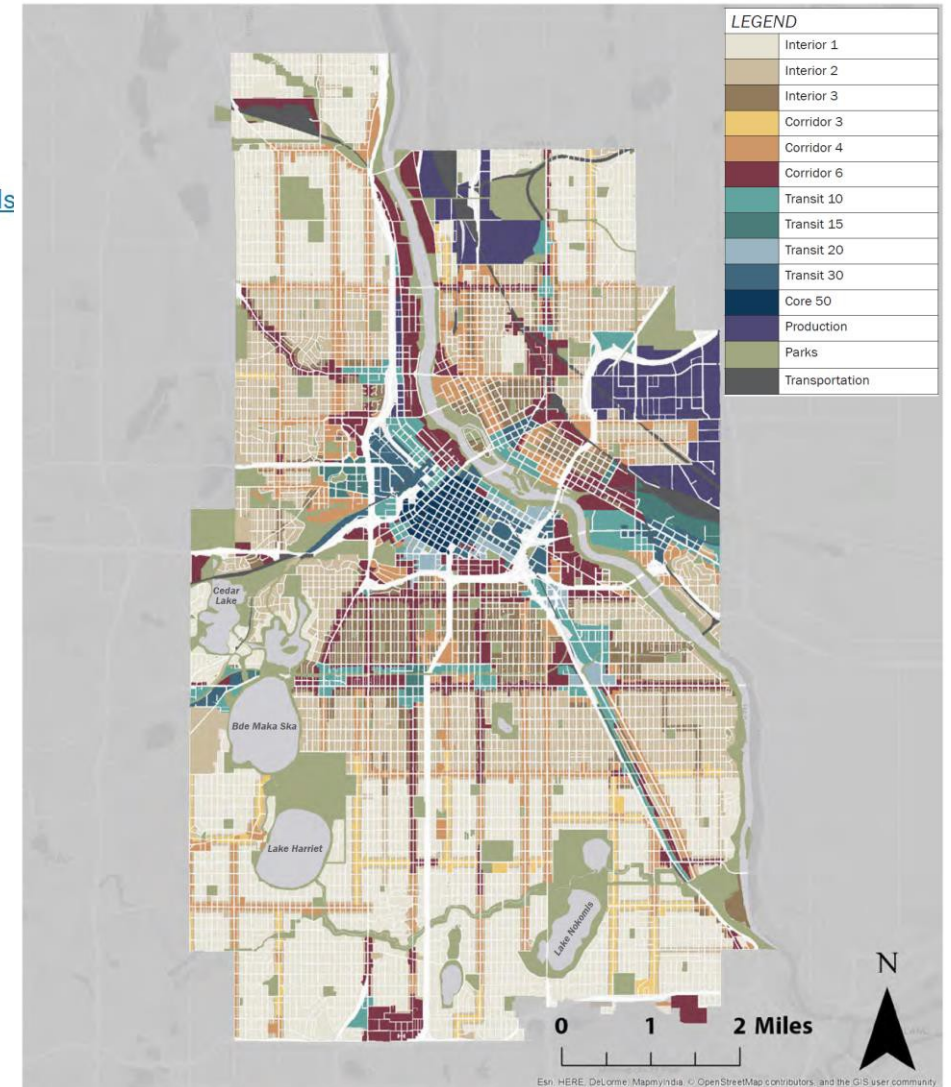 ls
LEGEND
Interior 1
Interior 2
Interior 3
Corridor 3
Corridor 4
Corridor 6
Transit 10
Transit 15
Transit 20
Transit 30
Core 50
Production
Parks
Transportation
Cedar
Lake
Bde Maka Ska
Lake Harriet
Lake Nokomis
N
0 1 2 Miles
Esri, HERE, DeLorme, MapmyIndia, © OpenStreetMap contributors, and the GIS user community